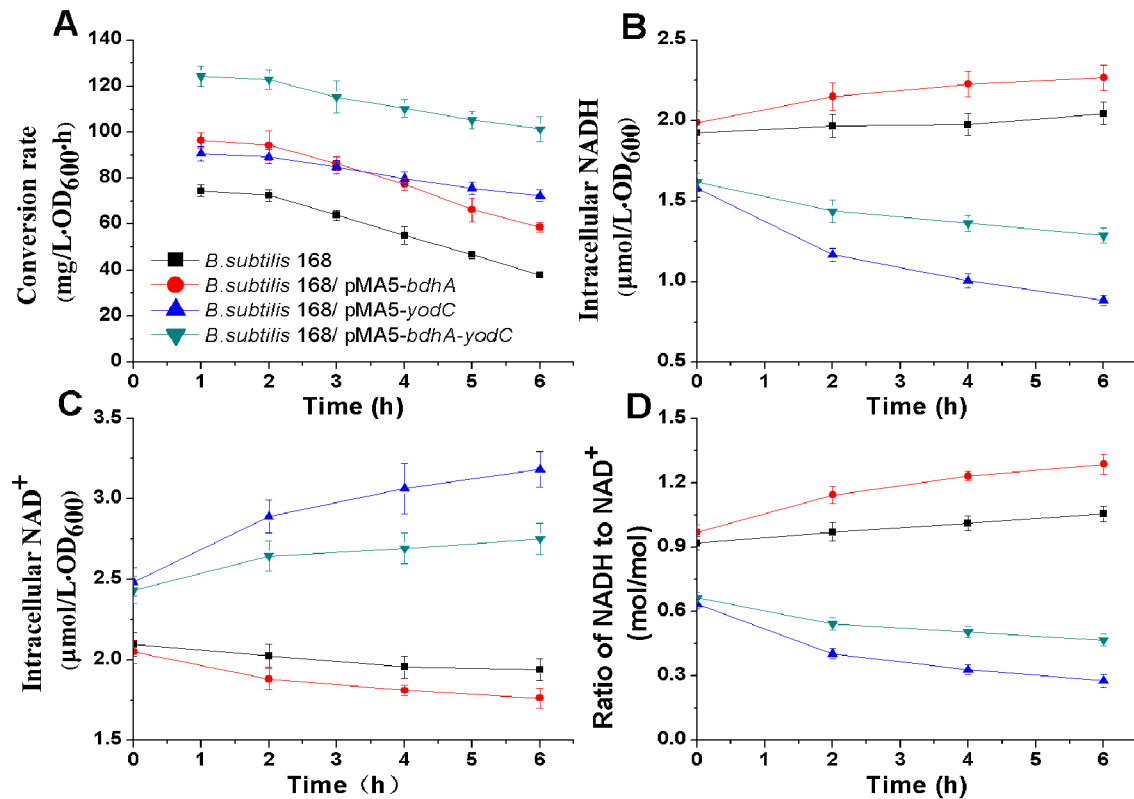 A
Conversion rate
(mg/L·OD600·h)
140
120
100
80
60
40
20
0
B.subtilis 168
B.subtilis 168/ pMA5-bdhA
B.subtilis 168/ pMA5-yodC
B.subtilis 168/ pMA5-bdhA-yodC
0 1 2 3 4 5 6
Time (h)
B
Intracellular NADH
(μmol/L·OD600)
2.5
2.0
1.5
1.0
0.5
0 1 2 3 4 5 6
Time (h)
C
Intracellular NAD+
(μmol/L·OD600)
3.5
3.0
2.5
2.0
1.5
0 1 2 3 4 5 6
Time（h）
D
Ratio of NADH to NAD+
(mol/mol)
1.5
1.2
0.9
0.6
0.3
0.0
0 1 2 3 4 5 6
Time (h)